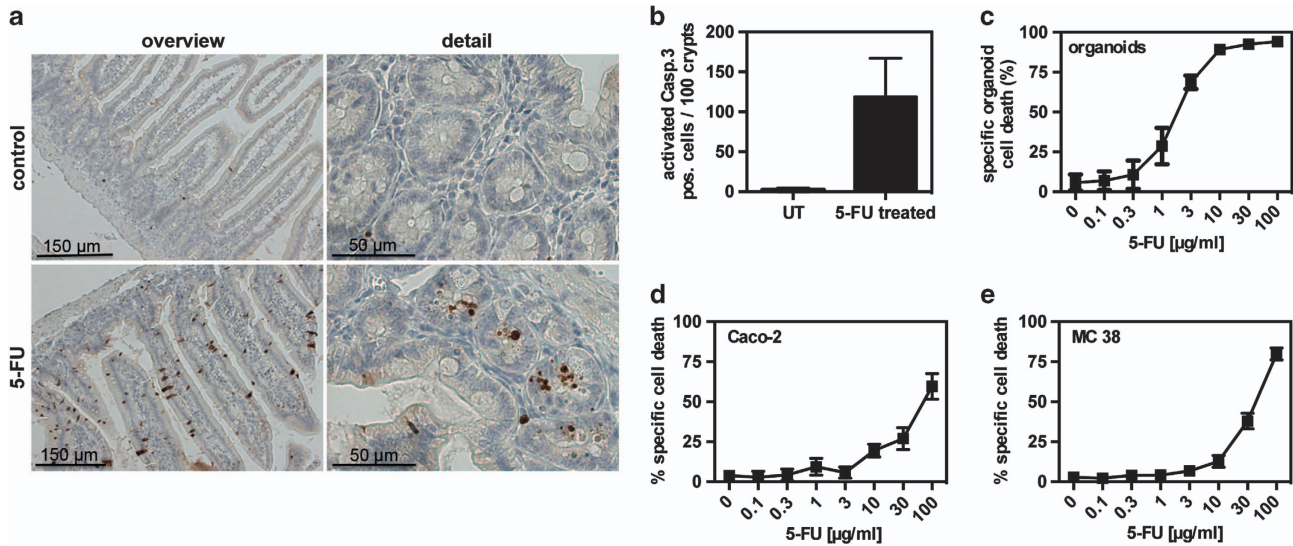 a
overview
detail
control
150 µm
50 µm
5-FU
150 µm
50 µm
b
activated Casp.3
pos. cells / 100 crypts
200
150
100
50
0
UT
5-FU treated
c
organoids
specific organoid
cell death (%)
100
75
50
25
0
0
0.1
0.3
1
3
10
30
100
5-FU [µg/ml]
d
Caco-2
% specific cell death
100
75
50
25
0
0
0.1
0.3
1
3
10
30
100
5-FU [µg/ml]
e
MC 38
% specific cell death
100
75
50
25
0
0
0.1
0.3
1
3
10
30
100
5-FU [µg/ml]